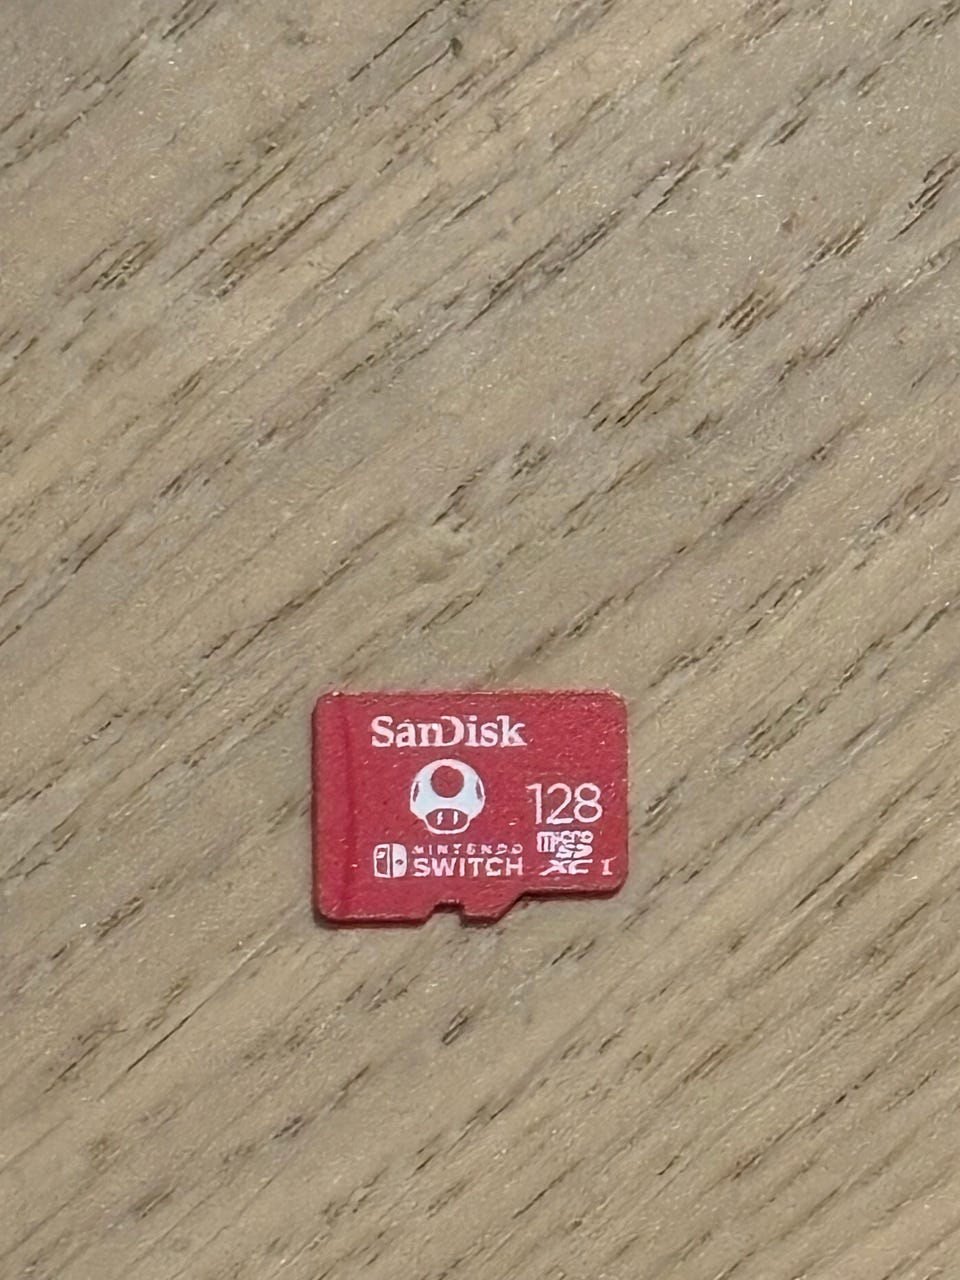 SanDisk
128
NINTENDO
SWITCH
micro
SD
XC I